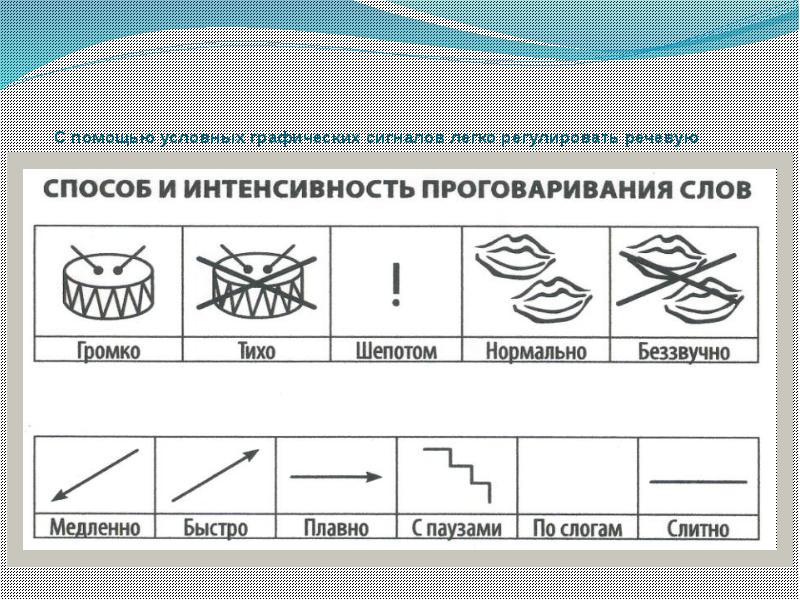 С помощью условных графических сигналов легко регулировать речевую
СПОСОБ И ИНТЕНСИВНОСТЬ ПРОГОВАРИВАНИЯ СЛОВ
Громко Тихо Шепотом Нормально Беззвучно
Медленно Быстро Плавно С паузами По слогам Слитно